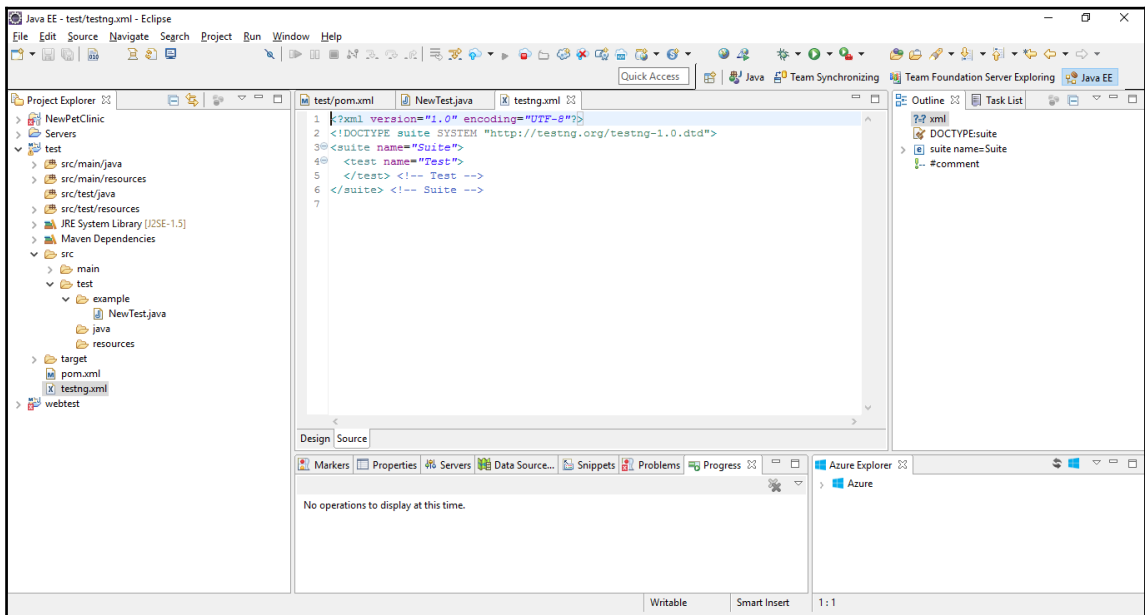 Java EE - test/testng.xml - Eclipse
File Edit Source Navigate Search Project Run Window Help
Quick Access Java Team Synchronizing Team Foundation Server Exploring Java EE
Project Explorer
NewPetClinic
Servers
test
src/main/java
src/main/resources
src/test/java
src/test/resources
JRE System Library [J2SE-1.5]
Maven Dependencies
src
main
test
example
NewTest.java
java
resources
target
pom.xml
testng.xml
webtest
test/pom.xml NewTest.java testng.xml
1 <?xml version="1.0" encoding="UTF-8"?>
2 <!DOCTYPE suite SYSTEM "http://testng.org/testng-1.0.dtd">
3 <suite name="Suite">
4 <test name="Test">
5 </test> <!-- Test -->
6 </suite> <!-- Suite -->
7
Design Source
Outline Task List
?=? xml
DOCTYPE:suite
suite name=Suite
#comment
Markers Properties Servers Data Source... Snippets Problems Progress
No operations to display at this time.
Azure Explorer
Azure
Writable Smart Insert 1 : 1